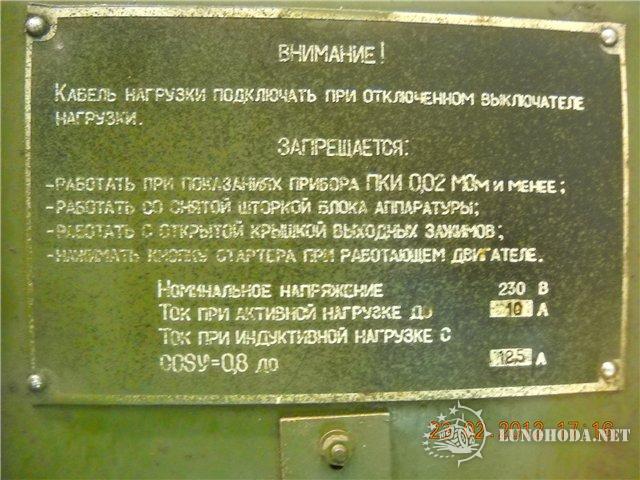 ВНИМАНИЕ!
КАБЕЛЬ НАГРУЗКИ ПОДКЛЮЧАТЬ ПРИ ОТКЛЮЧЕННОМ ВЫКЛЮЧАТЕЛЕ
НАГРУЗКИ.
ЗАПРЕЩАЕТСЯ:
-РАБОТАТЬ ПРИ ПОКАЗАНИЯХ ПРИБОРА ПКИ 0,02 МОм И МЕНЕЕ;
-РАБОТАТЬ СО СНЯТОЙ ШТОРКОЙ БЛОКА АППАРАТУРЫ;
-РАБОТАТЬ С ОТКРЫТОЙ КРЫШКОЙ ВЫХОДНЫХ ЗАЖИМОВ;
-НАЖИМАТЬ КНОПКУ СТАРТЕРА ПРИ РАБОТАЮЩЕМ ДВИГАТЕЛЕ.
НОМИНАЛЬНОЕ НАПРЯЖЕНИЕ 230 В
ТОК ПРИ АКТИВНОЙ НАГРУЗКЕ ДО 10 А
ТОК ПРИ ИНДУКТИВНОЙ НАГРУЗКЕ С
COSΨ=0,8 ДО 12,5 А
LUNOHODA.NET